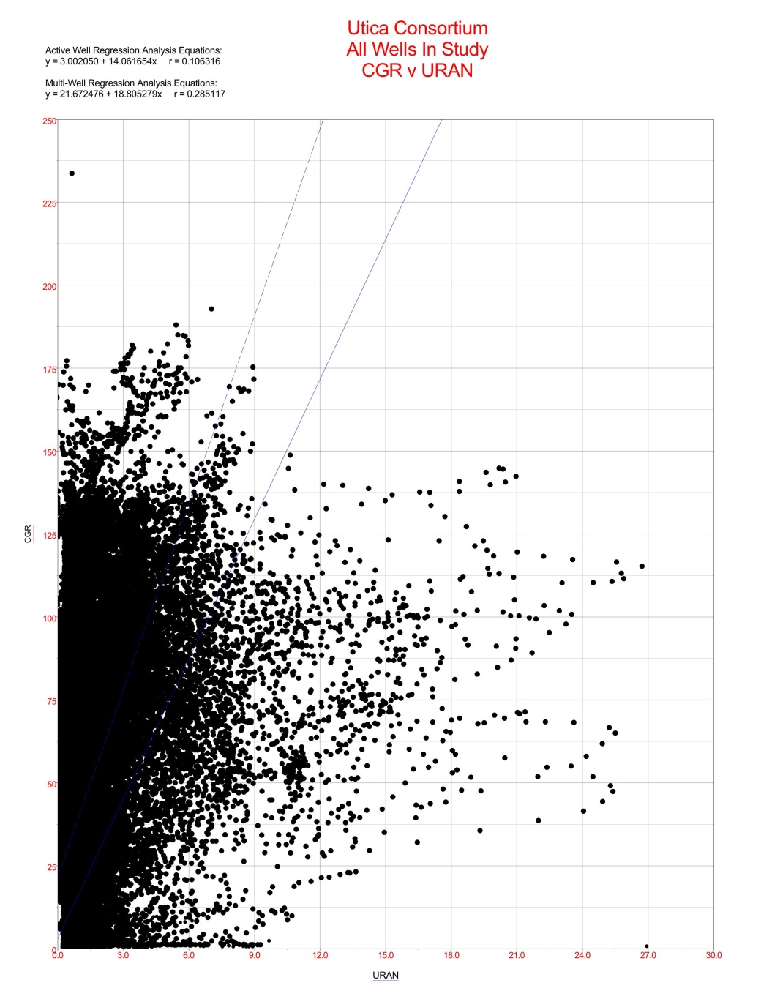 Utica Consortium
All Wells In Study
CGR v URAN
Active Well Regression Analysis Equations:
y = 3.002050 + 14.061654x r = 0.106316
Multi-Well Regression Analysis Equations:
y = 21.672476 + 18.805279x r = 0.285117
250
225
200
175
150
125
100
75
50
25
0
CGR
0.0 3.0 6.0 9.0 12.0 15.0 18.0 21.0 24.0 27.0 30.0
URAN